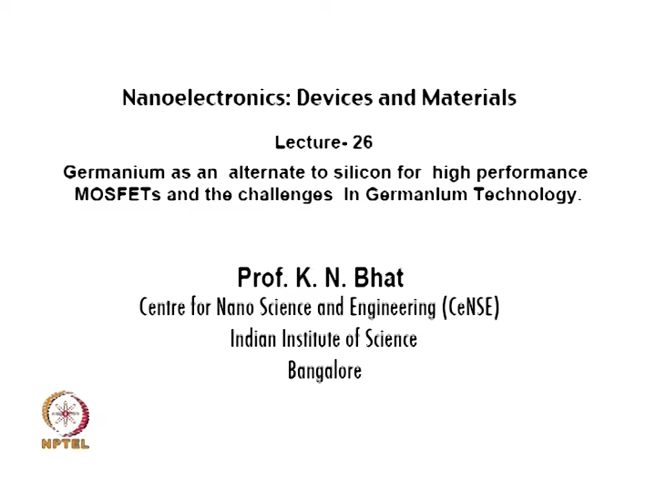 Nanoelectronics: Devices and Materials
Lecture- 26
Germanium as an alternate to silicon for high performance
MOSFETs and the challenges In Germanium Technology.
Prof. K. N. Bhat
Centre for Nano Science and Engineering (CeNSE)
Indian Institute of Science
Bangalore
NPTEL